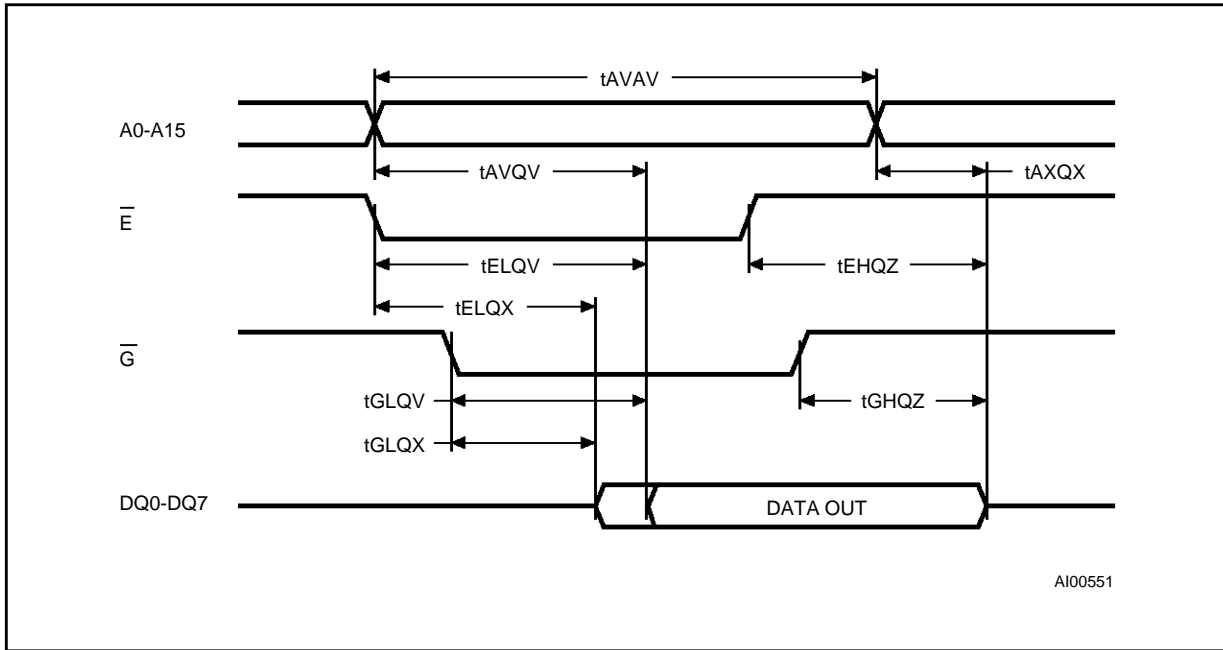 tAVAV
A0-A15
tAVQV
tAXQX
E̅
tELQV
tEHQZ
tELQX
G̅
tGLQV
tGHQZ
tGLQX
DQ0-DQ7
DATA OUT
AI00551